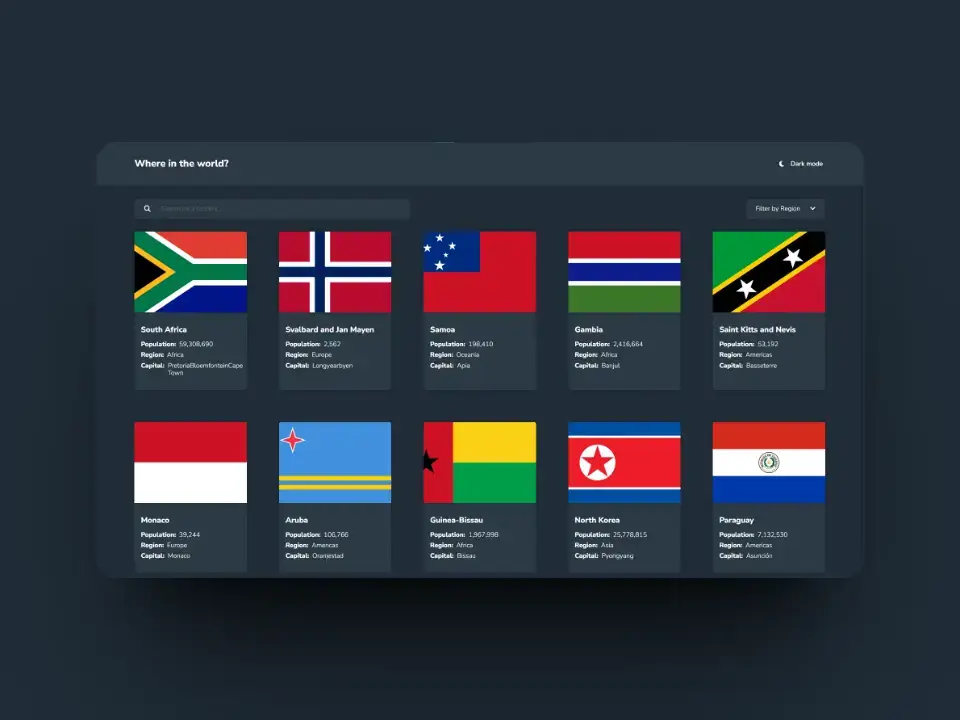 Where in the world?
Dark mode
Filter by Region
South Africa
Population: 59,308,690
Region: Africa
Capital: PretoriaBloemfonteinCape
Town
Svalbard and Jan Mayen
Population: 2,562
Region: Europe
Capital: Longyearbyen
Samoa
Population: 198,410
Region: Oceania
Capital: Apia
Gambia
Population: 2,416,664
Region: Africa
Capital: Banjul
Saint Kitts and Nevis
Population: 53,192
Region: Americas
Capital: Basseterre
Monaco
Population: 39,244
Region: Europe
Capital: Monaco
Aruba
Population: 106,766
Region: Americas
Capital: Oranjestad
Guinea-Bissau
Population: 1,967,998
Region: Africa
Capital: Bissau
North Korea
Population: 25,778,815
Region: Asia
Capital: Pyongyang
Paraguay
Population: 7,132,530
Region: Americas
Capital: Asunción